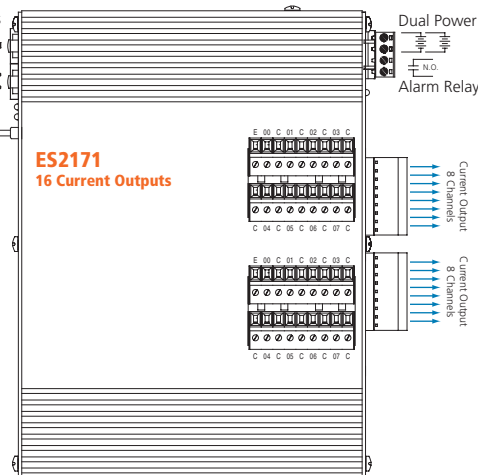 Dual Power
N.O.
Alarm Relay
ES2171
16 Current Outputs
E 00 C 01 C 02 C 03 C
C 04 C 05 C 06 C 07 C
Current Output
8 Channels
E 00 C 01 C 02 C 03 C
C 04 C 05 C 06 C 07 C
Current Output
8 Channels